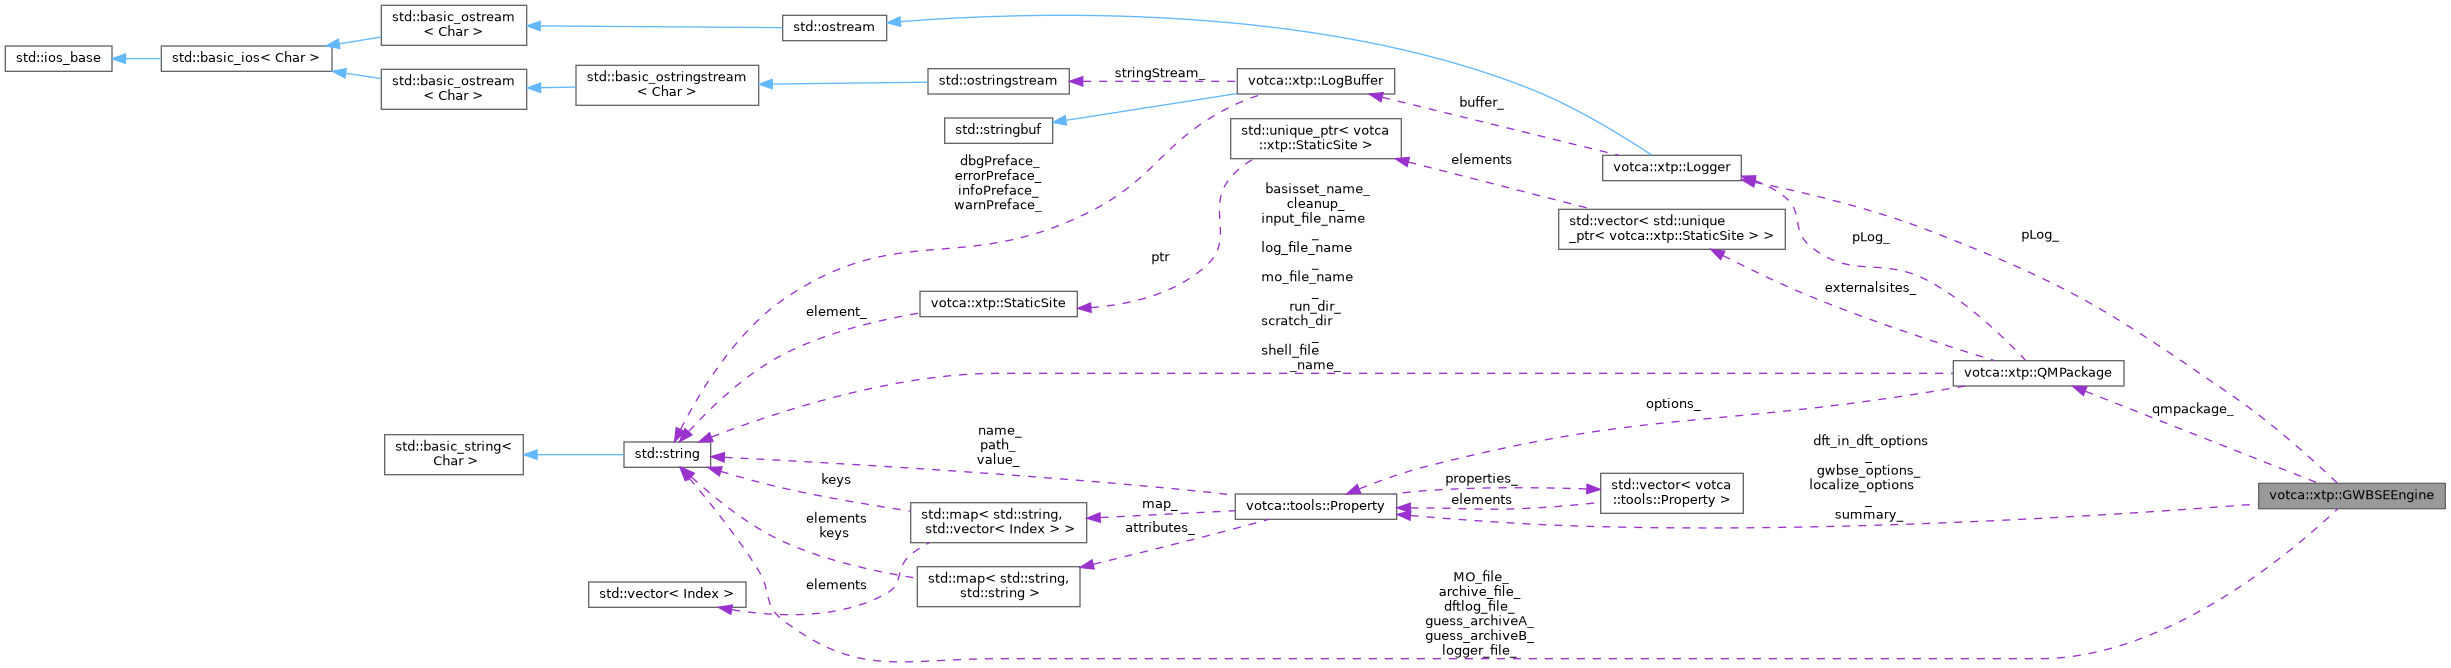 std::ios_base
std::basic_ios< Char >
std::basic_ostream
< Char >
std::basic_ostream
< Char >
std::basic_ostringstream
< Char >
std::ostream
std::ostringstream
stringStream_
votca::xtp::LogBuffer
std::stringbuf
buffer_
std::unique_ptr< votca
::xtp::StaticSite >
elements
votca::xtp::Logger
dbgPreface_
errorPreface_
infoPreface_
warnPreface_
std::vector< std::unique
_ptr< votca::xtp::StaticSite > >
pLog_
pLog_
ptr
basisset_name_
cleanup_
input_file_name
_
log_file_name
_
mo_file_name
_
run_dir_
scratch_dir
_
shell_file
_name_
externalsites_
votca::xtp::StaticSite
element_
votca::xtp::QMPackage
options_
qmpackage_
std::basic_string<
Char >
std::string
name_
path_
value_
keys
dft_in_dft_options
_
gwbse_options_
localize_options
_
summary_
properties_
elements
std::vector< votca
::tools::Property >
votca::xtp::GWBSEEngine
votca::tools::Property
map_
attributes_
std::map< std::string,
std::vector< Index > >
elements
keys
std::map< std::string,
std::string >
elements
std::vector< Index >
MO_file_
archive_file_
dftlog_file_
guess_archiveA_
guess_archiveB_
logger_file_